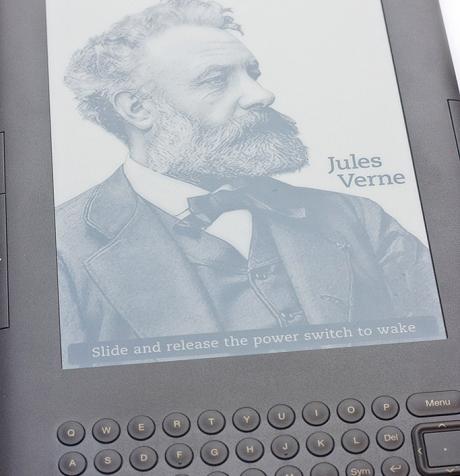 Jules
Verne
Slide and release the power switch to wake
Q W E R T Y U I O P Menu
A S D F G H J K L Del
Sym